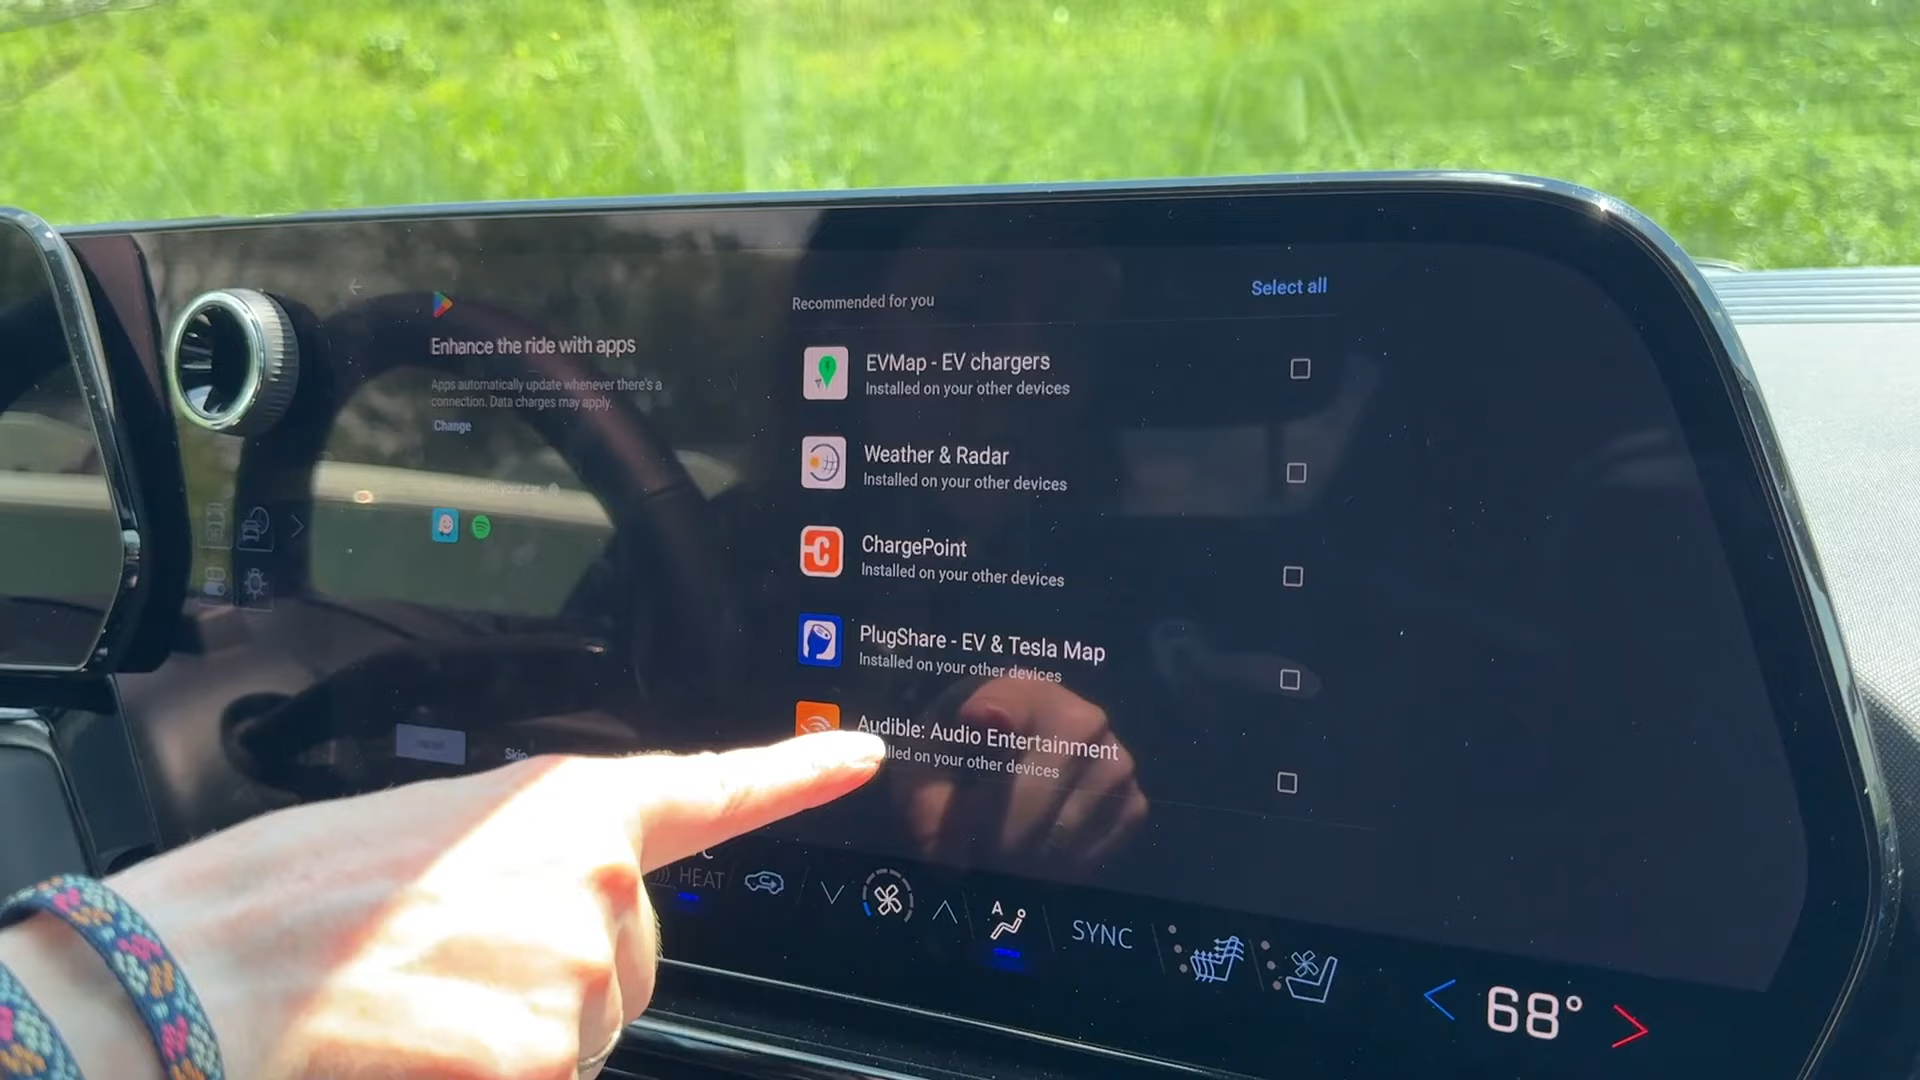 Enhance the ride with apps
Apps automatically update whenever there's a
connection. Data charges may apply.
Change
with your car
Skip
Recommended for you
Select all
EVMap - EV chargers
Installed on your other devices
Weather & Radar
Installed on your other devices
ChargePoint
Installed on your other devices
PlugShare - EV & Tesla Map
Installed on your other devices
Audible: Audio Entertainment
on your other devices
HEAT
A
SYNC
68°